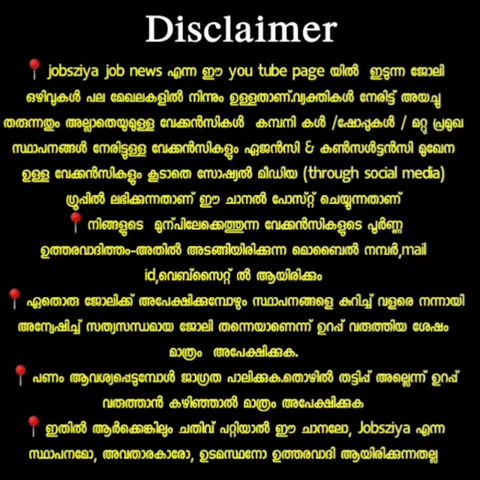 Disclaimer
📍 jobsziya job news എന്ന ഈ you tube page യിൽ ഇടുന്ന ജോലി
ഒഴിവുകൾ പല മേഖലകളിൽ നിന്നും ഉള്ളതാണ്.വ്യക്തികൾ നേരിട്ട് അയച്ചു
തരുന്നതും അല്ലാതെയുമുള്ള വേക്കൻസികൾ കമ്പനി കൾ /ഷോപ്പുകൾ / മറ്റു പ്രമുഖ
സ്ഥാപനങ്ങൾ നേരിട്ടുള്ള വേക്കൻസികളും ഏജൻസി & കൺസൾട്ടൻസി മുഖേന
ഉള്ള വേക്കൻസികളും കൂടാതെ സോഷ്യൽ മീഡിയ (through social media)
ഗ്രൂപ്പിൽ ലഭിക്കുന്നതാണ് ഈ ചാനൽ പോസ്റ്റ് ചെയ്യുന്നതാണ്
📍 നിങ്ങളുടെ മുന്പിലേക്കെത്തുന്ന വേക്കൻസികളുടെ പൂർണ്ണ
ഉത്തരവാദിത്തം-അതിൽ അടങ്ങിയിരിക്കുന്ന മൊബൈൽ നമ്പർ,mail
id,വെബ്സൈറ്റ് ൽ ആയിരിക്കും
📍 ഏതൊരു ജോലിക്ക് അപേക്ഷിക്കുമ്പോഴും സ്ഥാപനങ്ങളെ കുറിച്ച് വളരെ നന്നായി
അന്വേഷിച്ച് സത്യസന്ധമായ ജോലി തന്നെയാണെന്ന് ഉറപ്പ് വരുത്തിയ ശേഷം
മാത്രം അപേക്ഷിക്കുക.
📍 പണം ആവശ്യപ്പെടുമ്പോൾ ജാഗ്രത പാലിക്കുക.തൊഴിൽ തട്ടിപ്പ് അല്ലെന്ന് ഉറപ്പ്
വരുത്താൻ കഴിഞ്ഞാൽ മാത്രം അപേക്ഷിക്കുക
📍 ഇതിൽ ആർക്കെങ്കിലും ചതിവ് പറ്റിയാൽ ഈ ചാനലോ, Jobsziya എന്ന
സ്ഥാപനമോ, അവതാരകാരോ, ഉടമസ്ഥനോ ഉത്തരവാദി ആയിരിക്കുന്നതല്ല